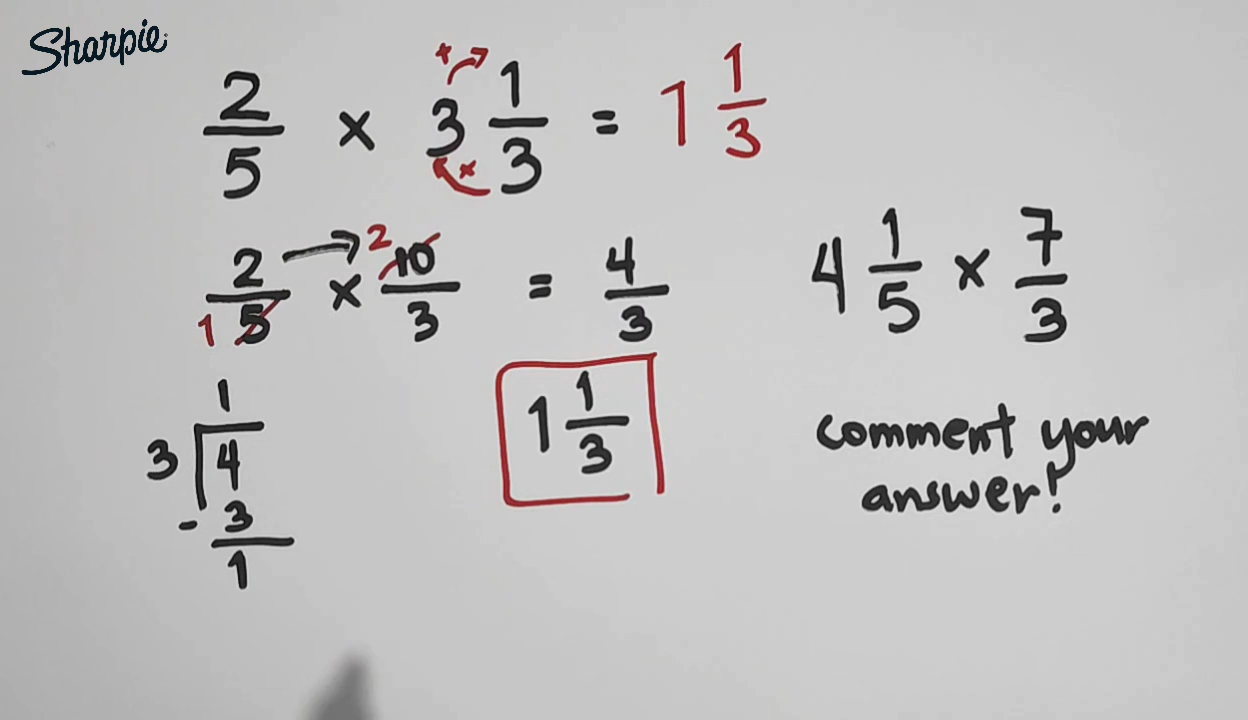 Sharpie
2/5 × 3 1/3 = 1 1/3
+
×
2/5 × 10/3 = 4/3
1 2
4 1/5 × 7/3
1
3 4
- 3
1
1 1/3
comment your
answer!